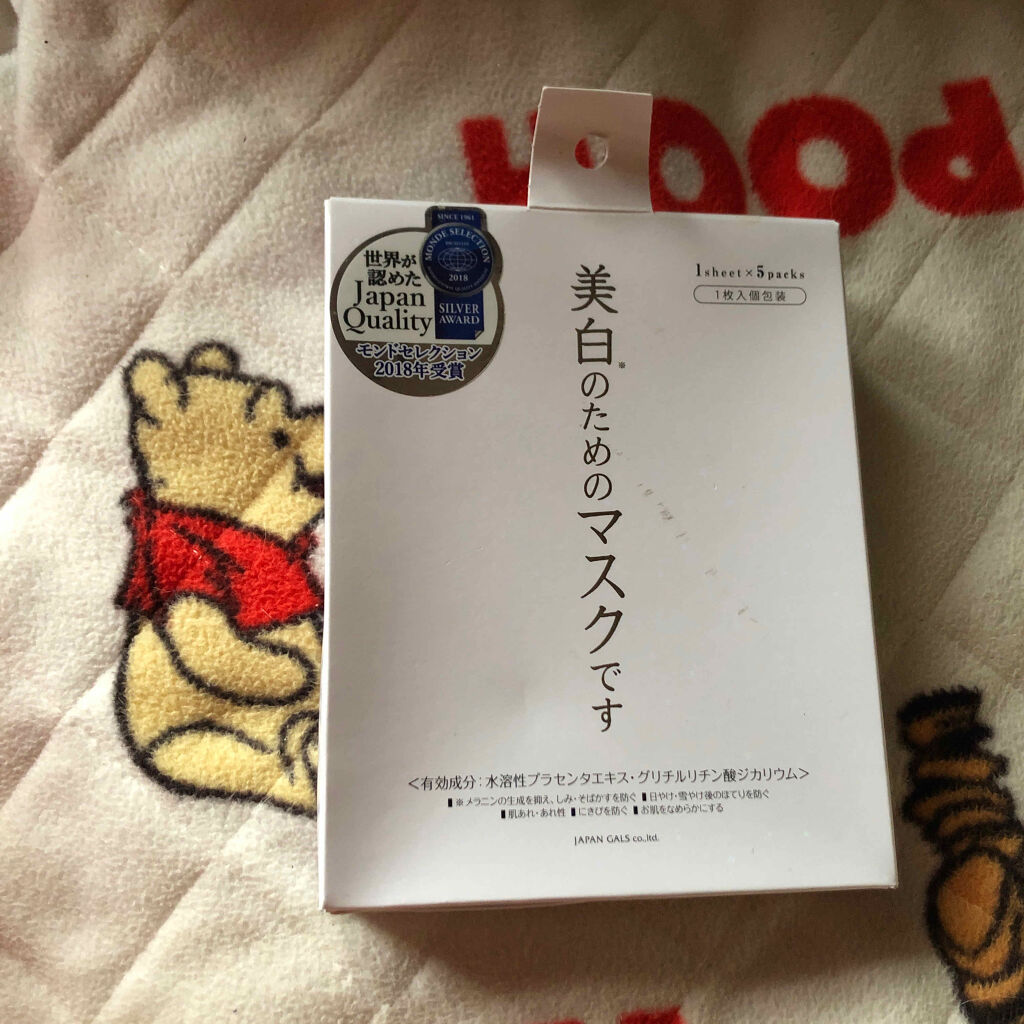 SINCE 1961
MONDE SELECTION
2018
SILVER
AWARD
世界が
認めた
Japan
Quality
モンドセレクション
2018年受賞
1sheet×5packs
1枚入個包装
美白※のためのマスクです
<有効成分:水溶性プラセンタエキス・グリチルリチン酸ジカリウム>
▮※メラニンの生成を抑え、しみ・そばかすを防ぐ ▮日やけ・雪やけ後のほてりを防ぐ
▮肌あれ・あれ性 ▮にきびを防ぐ ▮お肌をなめらかにする
JAPAN GALS co.,ltd.
Pooh